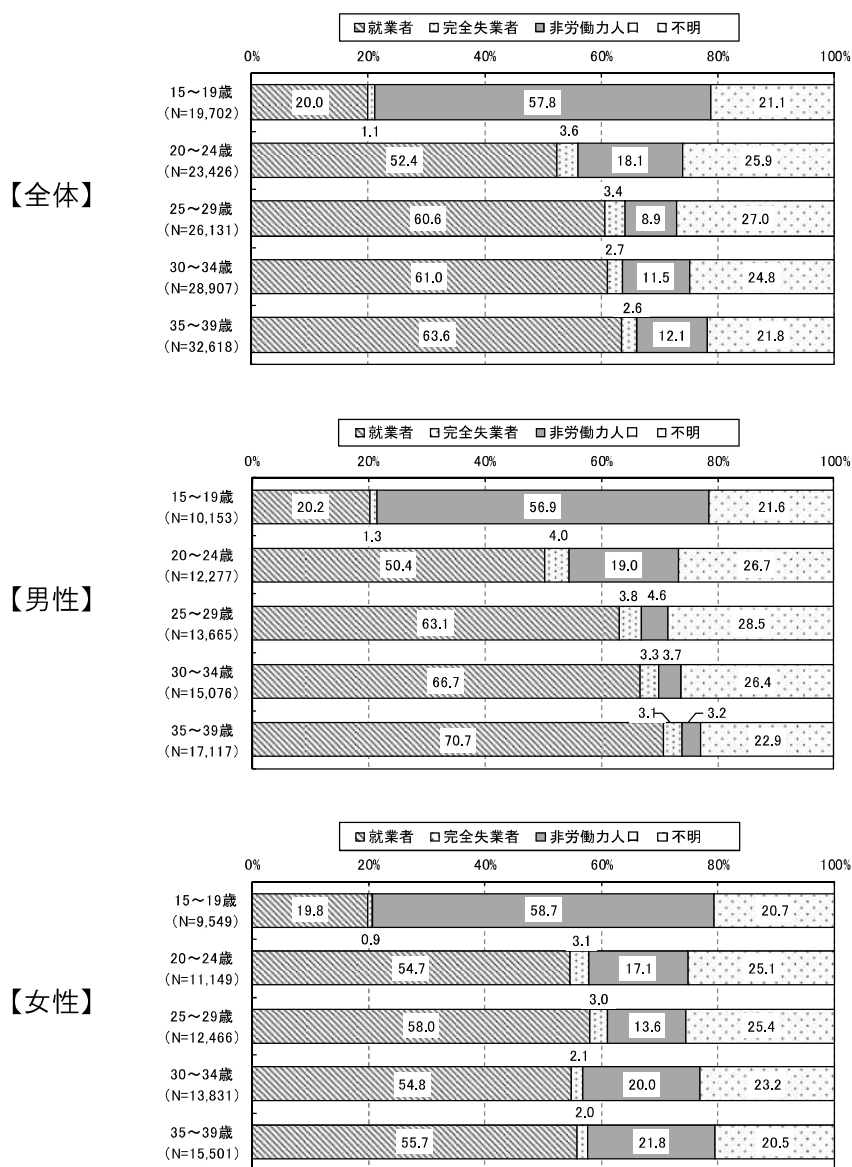 就業者 完全失業者 非労働力人口 不明
0% 20% 40% 60% 80% 100%
【全体】
15～19歳
(N=19,702)
20.0 57.8 21.1
1.1 3.6
20～24歳
(N=23,426)
52.4 18.1 25.9
3.4
25～29歳
(N=26,131)
60.6 8.9 27.0
2.7
30～34歳
(N=28,907)
61.0 11.5 24.8
2.6
35～39歳
(N=32,618)
63.6 12.1 21.8
就業者 完全失業者 非労働力人口 不明
0% 20% 40% 60% 80% 100%
【男性】
15～19歳
(N=10,153)
20.2 56.9 21.6
1.3 4.0
20～24歳
(N=12,277)
50.4 19.0 26.7
3.8 4.6
25～29歳
(N=13,665)
63.1 28.5
3.3 3.7
30～34歳
(N=15,076)
66.7 26.4
3.1 3.2
35～39歳
(N=17,117)
70.7 22.9
就業者 完全失業者 非労働力人口 不明
0% 20% 40% 60% 80% 100%
【女性】
15～19歳
(N=9,549)
19.8 58.7 20.7
0.9 3.1
20～24歳
(N=11,149)
54.7 17.1 25.1
3.0
25～29歳
(N=12,466)
58.0 13.6 25.4
2.1
30～34歳
(N=13,831)
54.8 20.0 23.2
2.0
35～39歳
(N=15,501)
55.7 21.8 20.5